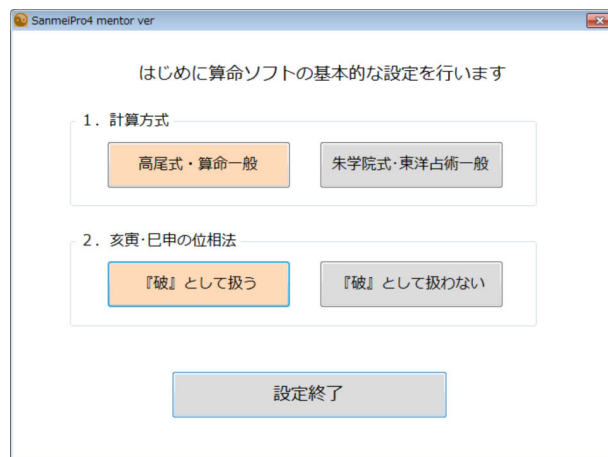 SanmeiPro4 mentor ver
はじめに算命ソフトの基本的な設定を行います
1．計算方式
高尾式・算命一般
朱学院式･東洋占術一般
2．亥寅･巳申の位相法
『破』として扱う
『破』として扱わない
設定終了